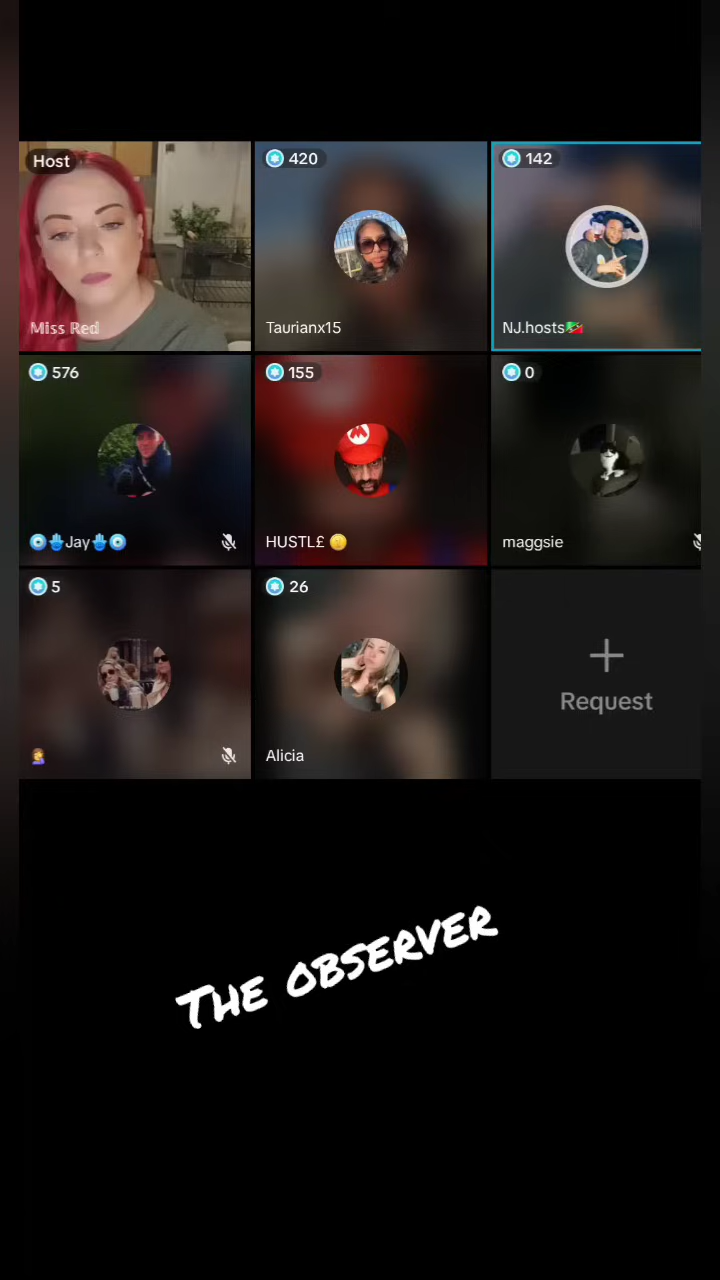 Host
420
142
Miss Red
Taurianx15
NJ.hosts
576
155
0
M
🧿🪬Jay🪬🧿
HUSTL£ 🪙
maggsie
5
26
Request
🤦‍♀️
Alicia
THE OBSERVER